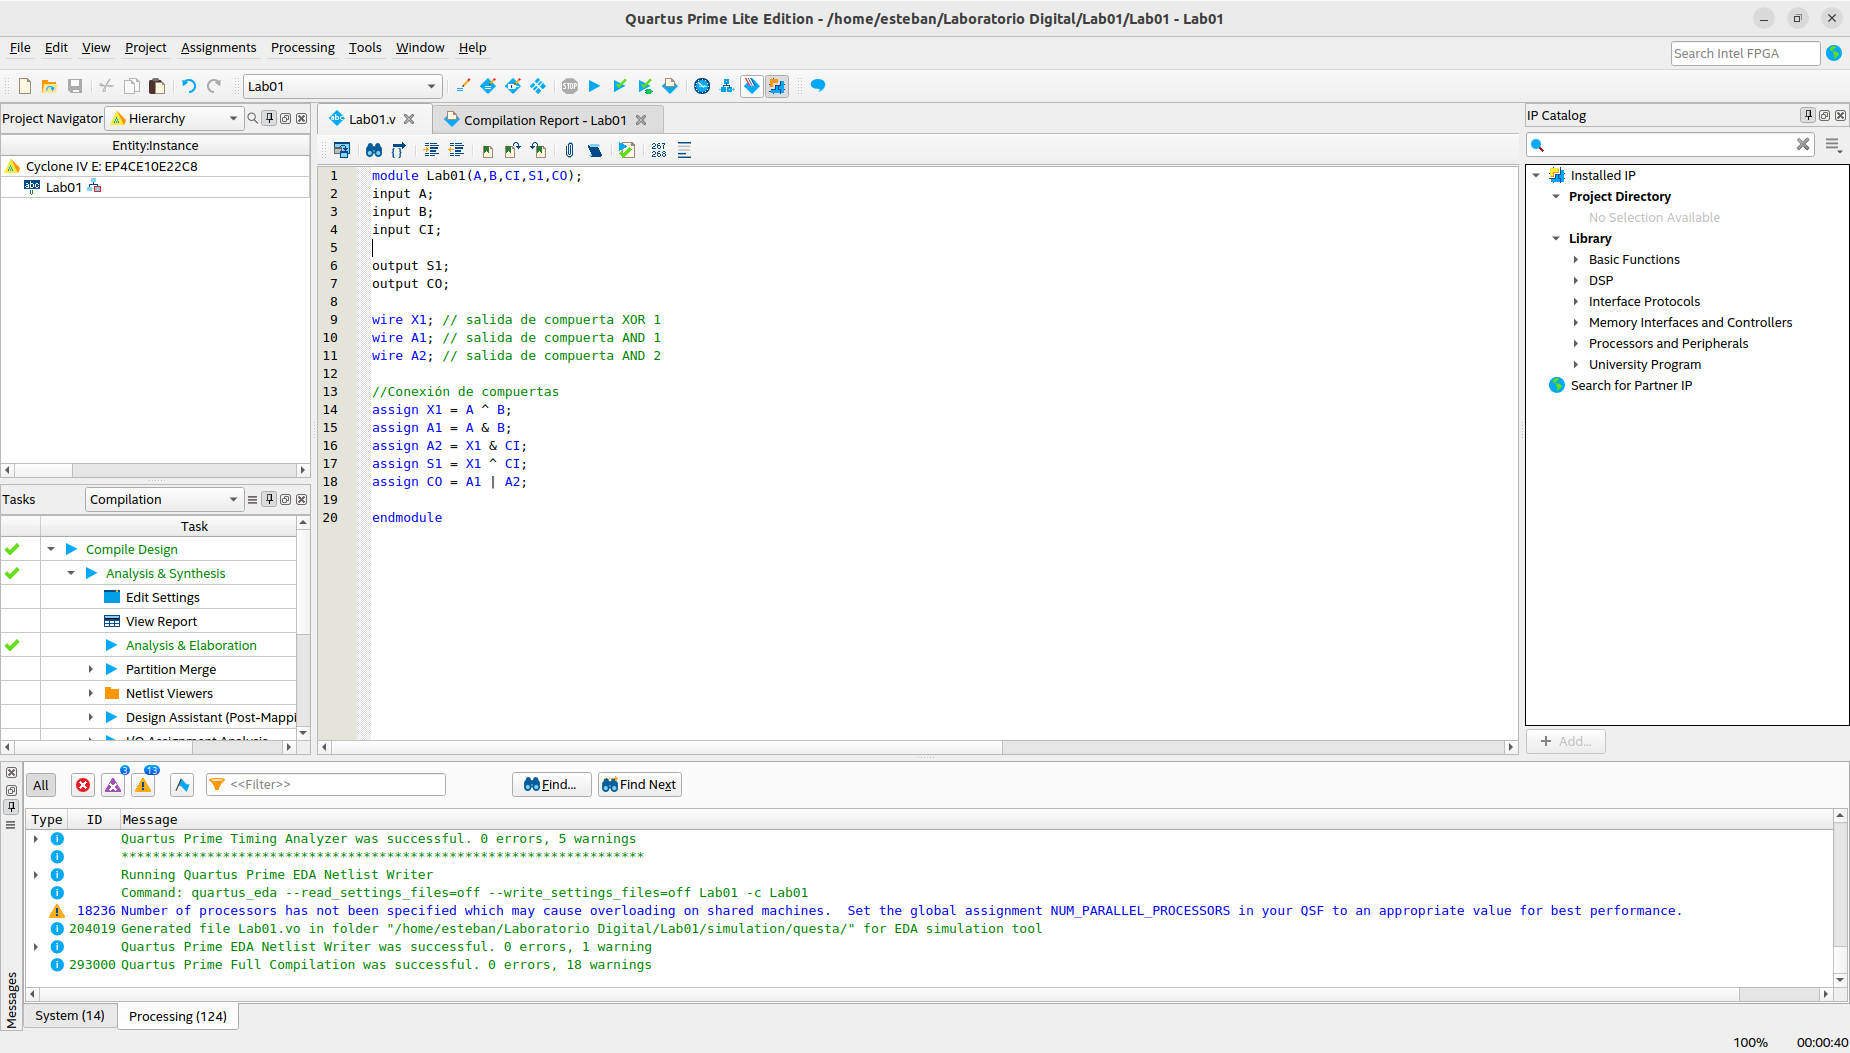 Quartus Prime Lite Edition - /home/esteban/Laboratorio Digital/Lab01/Lab01 - Lab01
File Edit View Project Assignments Processing Tools Window Help
Search Intel FPGA
Lab01
STOP
Project Navigator Hierarchy
Entity:Instance
Cyclone IV E: EP4CE10E22C8
abc Lab01
Tasks Compilation
Task
Compile Design
Analysis & Synthesis
Edit Settings
View Report
Analysis & Elaboration
Partition Merge
Netlist Viewers
Design Assistant (Post-Mappi
I/O Assignment Analysis
abc Lab01.v
Compilation Report - Lab01
267
268
1 module Lab01(A,B,CI,S1,CO);
2 input A;
3 input B;
4 input CI;
5
6 output S1;
7 output CO;
8
9 wire X1; // salida de compuerta XOR 1
10 wire A1; // salida de compuerta AND 1
11 wire A2; // salida de compuerta AND 2
12
13 //Conexión de compuertas
14 assign X1 = A ^ B;
15 assign A1 = A & B;
16 assign A2 = X1 & CI;
17 assign S1 = X1 ^ CI;
18 assign CO = A1 | A2;
19
20 endmodule
IP Catalog
Installed IP
Project Directory
No Selection Available
Library
Basic Functions
DSP
Interface Protocols
Memory Interfaces and Controllers
Processors and Peripherals
University Program
Search for Partner IP
+ Add...
Messages
All 3 13 <<Filter>> Find... Find Next
Type ID Message
Quartus Prime Timing Analyzer was successful. 0 errors, 5 warnings
*******************************************************************
Running Quartus Prime EDA Netlist Writer
Command: quartus_eda --read_settings_files=off --write_settings_files=off Lab01 -c Lab01
18236 Number of processors has not been specified which may cause overloading on shared machines.  Set the global assignment NUM_PARALLEL_PROCESSORS in your QSF to an appropriate value for best performance.
204019 Generated file Lab01.vo in folder "/home/esteban/Laboratorio Digital/Lab01/simulation/questa/" for EDA simulation tool
Quartus Prime EDA Netlist Writer was successful. 0 errors, 1 warning
293000 Quartus Prime Full Compilation was successful. 0 errors, 18 warnings
System (14) Processing (124)
100% 00:00:40